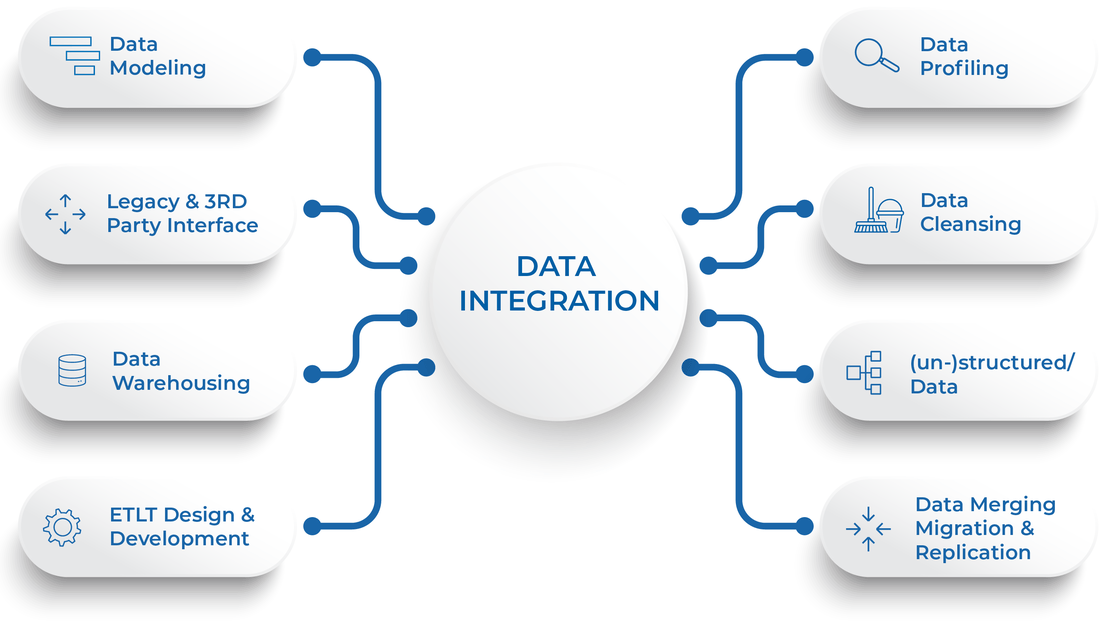 Data
Modeling
Legacy & 3RD
Party Interface
Data
Warehousing
ETLT Design &
Development
DATA
INTEGRATION
Data
Profiling
Data
Cleansing
(un-)structured/
Data
Data Merging
Migration &
Replication